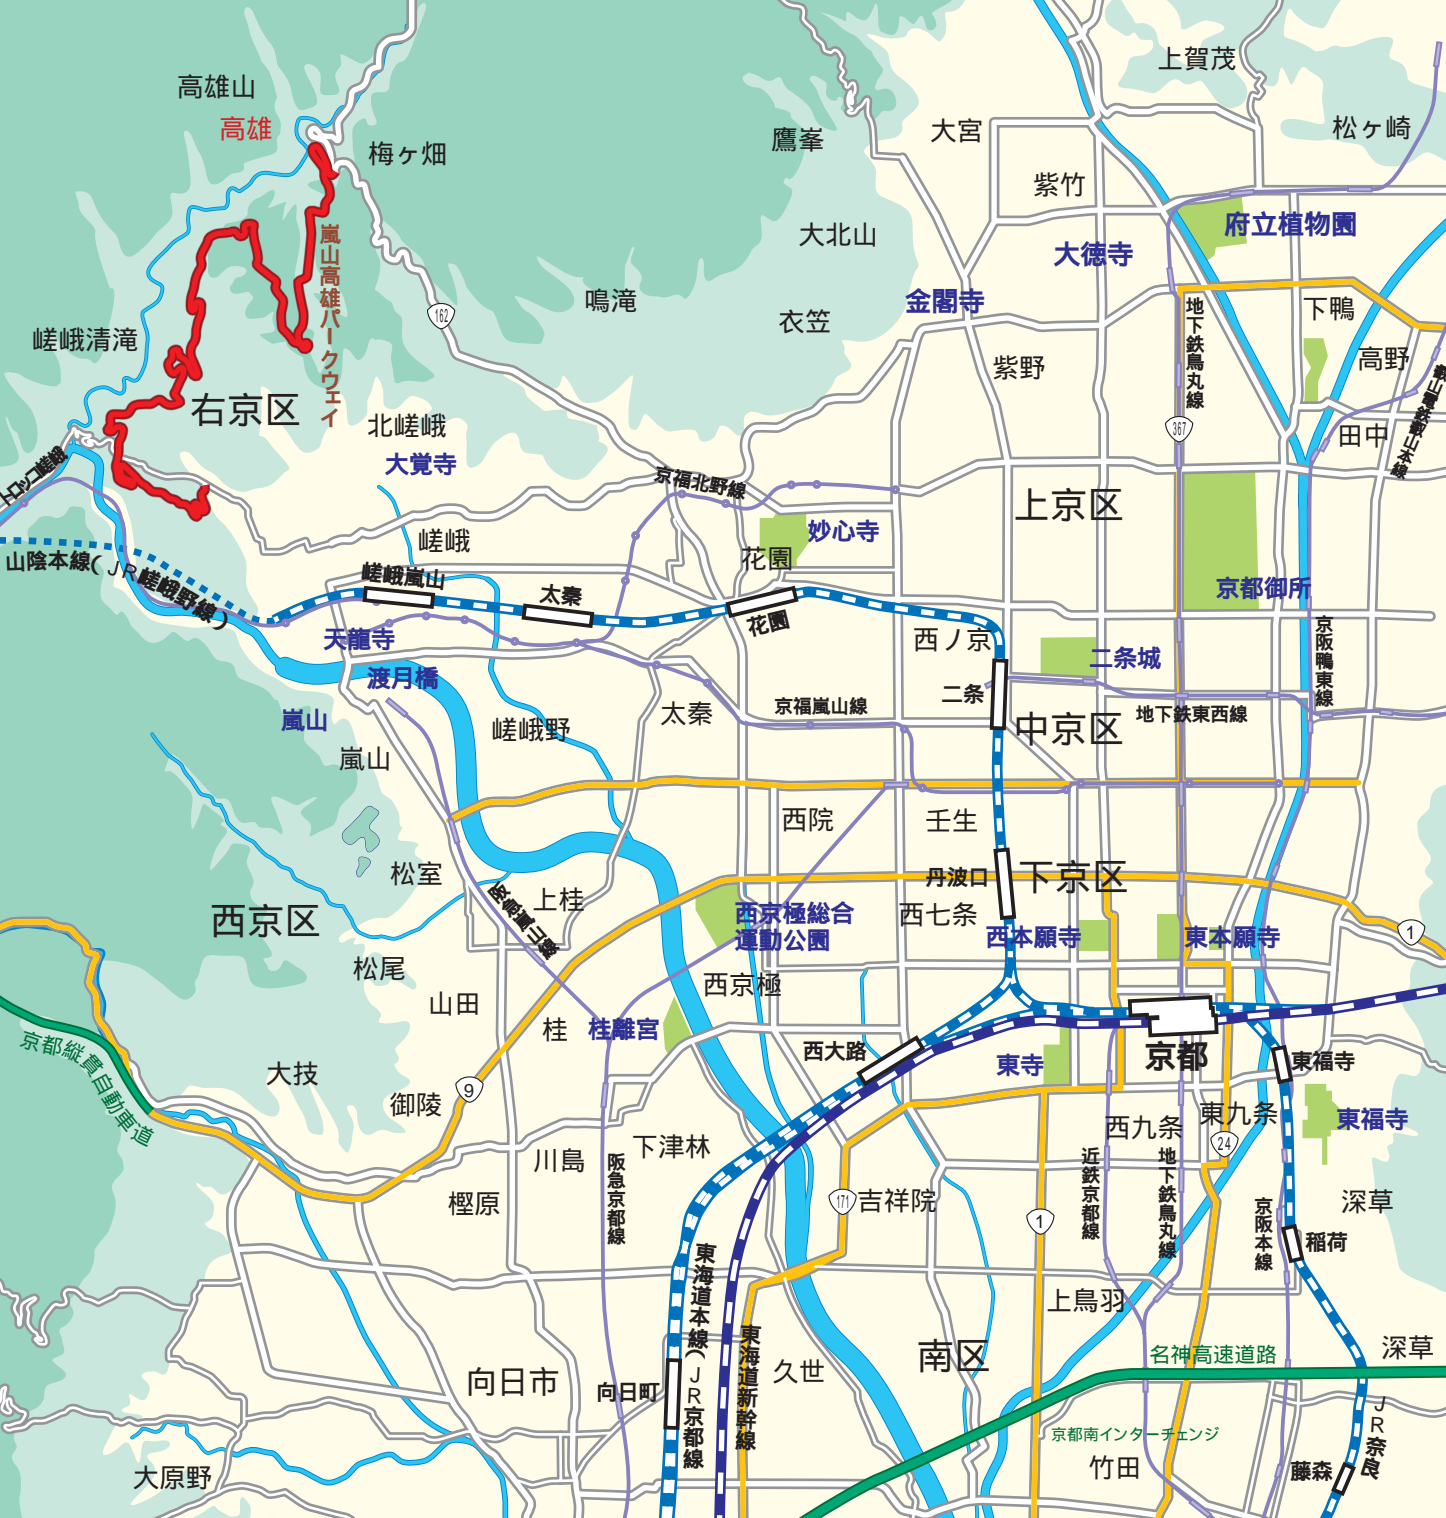 上賀茂
高雄山
高雄
松ヶ崎
大宮
鷹峯
梅ヶ畑
紫竹
府立植物園
大北山
大徳寺
嵐山高雄パークウェイ
鳴滝
金閣寺
地下鉄烏丸線
下鴨
162
衣笠
嵯峨清滝
高野
紫野
叡山電鉄叡山本線
右京区
北嵯峨
367
田中
大覚寺
トロッコ嵯峨
京福北野線
上京区
妙心寺
嵯峨
花園
山陰本線(JR嵯峨野線)
嵯峨嵐山
太秦
京都御所
花園
天龍寺
西ノ京
京阪鴨東線
二条城
渡月橋
二条
京福嵐山線
太秦
地下鉄東西線
嵐山
嵯峨野
中京区
嵐山
西院
壬生
松室
丹波口
下京区
上桂
阪急嵐山線
西京極総合
運動公園
西七条
西京区
西本願寺
東本願寺
1
松尾
西京極
山田
桂
桂離宮
京都縦貫自動車道
西大路
京都
東寺
東福寺
大技
9
御陵
西九条
東九条
東福寺
24
下津林
川島
阪急京都線
近鉄京都線
地下鉄烏丸線
樫原
171
吉祥院
1
京阪本線
深草
稲荷
東海道本線(JR京都線
上鳥羽
東海道新幹線
南区
名神高速道路
深草
久世
向日市
向日町
JR奈良
京都南インターチェンジ
竹田
藤森
大原野